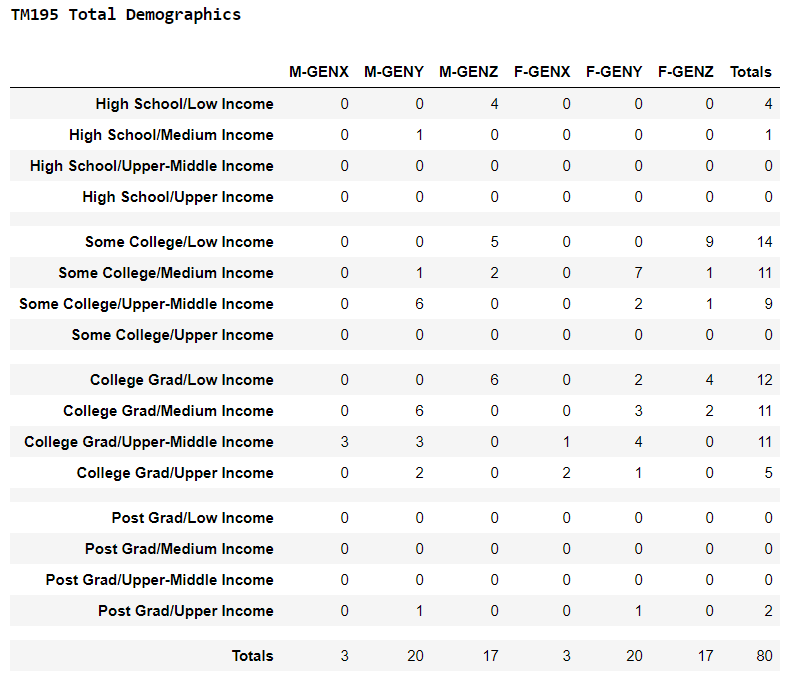 TM195 Total Demographics
M-GENX M-GENY M-GENZ F-GENX F-GENY F-GENZ Totals
High School/Low Income 0 0 4 0 0 0 4
High School/Medium Income 0 1 0 0 0 0 1
High School/Upper-Middle Income 0 0 0 0 0 0 0
High School/Upper Income 0 0 0 0 0 0 0
Some College/Low Income 0 0 5 0 0 9 14
Some College/Medium Income 0 1 2 0 7 1 11
Some College/Upper-Middle Income 0 6 0 0 2 1 9
Some College/Upper Income 0 0 0 0 0 0 0
College Grad/Low Income 0 0 6 0 2 4 12
College Grad/Medium Income 0 6 0 0 3 2 11
College Grad/Upper-Middle Income 3 3 0 1 4 0 11
College Grad/Upper Income 0 2 0 2 1 0 5
Post Grad/Low Income 0 0 0 0 0 0 0
Post Grad/Medium Income 0 0 0 0 0 0 0
Post Grad/Upper-Middle Income 0 0 0 0 0 0 0
Post Grad/Upper Income 0 1 0 0 1 0 2
Totals 3 20 17 3 20 17 80